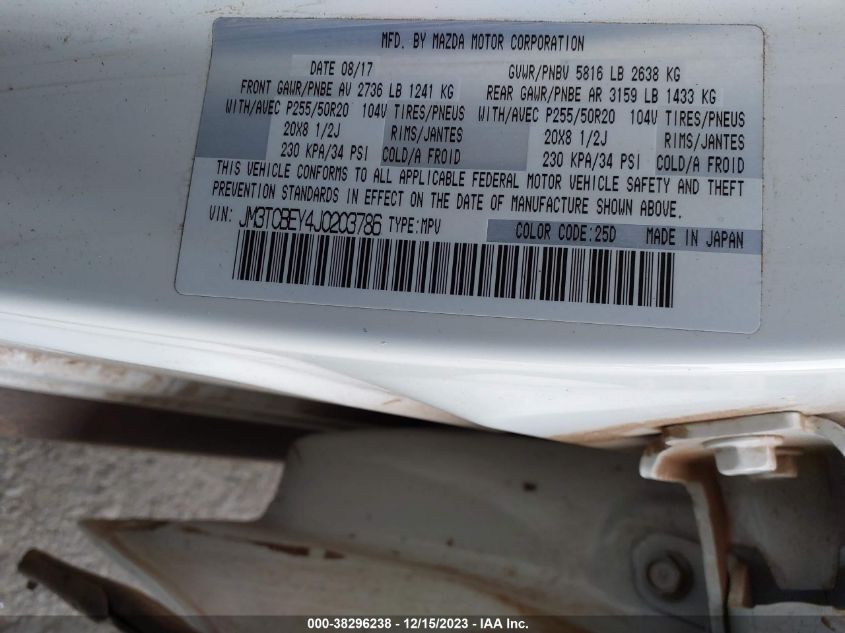 MFD. BY MAZDA MOTOR CORPORATION
DATE 08/17 GVWR/PNBV 5816 LB 2638 KG
FRONT GAWR/PNBE AV 2736 LB 1241 KG REAR GAWR/PNBE AR 3159 LB 1433 KG
WITH/AVEC P255/50R20 104V TIRES/PNEUS WITH/AVEC P255/50R20 104V TIRES/PNEUS
20X8 1/2J RIMS/JANTES 20X8 1/2J RIMS/JANTES
230 KPA/34 PSI COLD/A FROID 230 KPA/34 PSI COLD/A FROID
THIS VEHICLE CONFORMS TO ALL APPLICABLE FEDERAL MOTOR VEHICLE SAFETY AND THEFT
PREVENTION STANDARDS IN EFFECT ON THE DATE OF MANUFACTURE SHOWN ABOVE.
VIN: JM3TCBEY4J0203786 TYPE:MPV COLOR CODE:25D MADE IN JAPAN
000-38296238 - 12/15/2023 - IAA Inc.